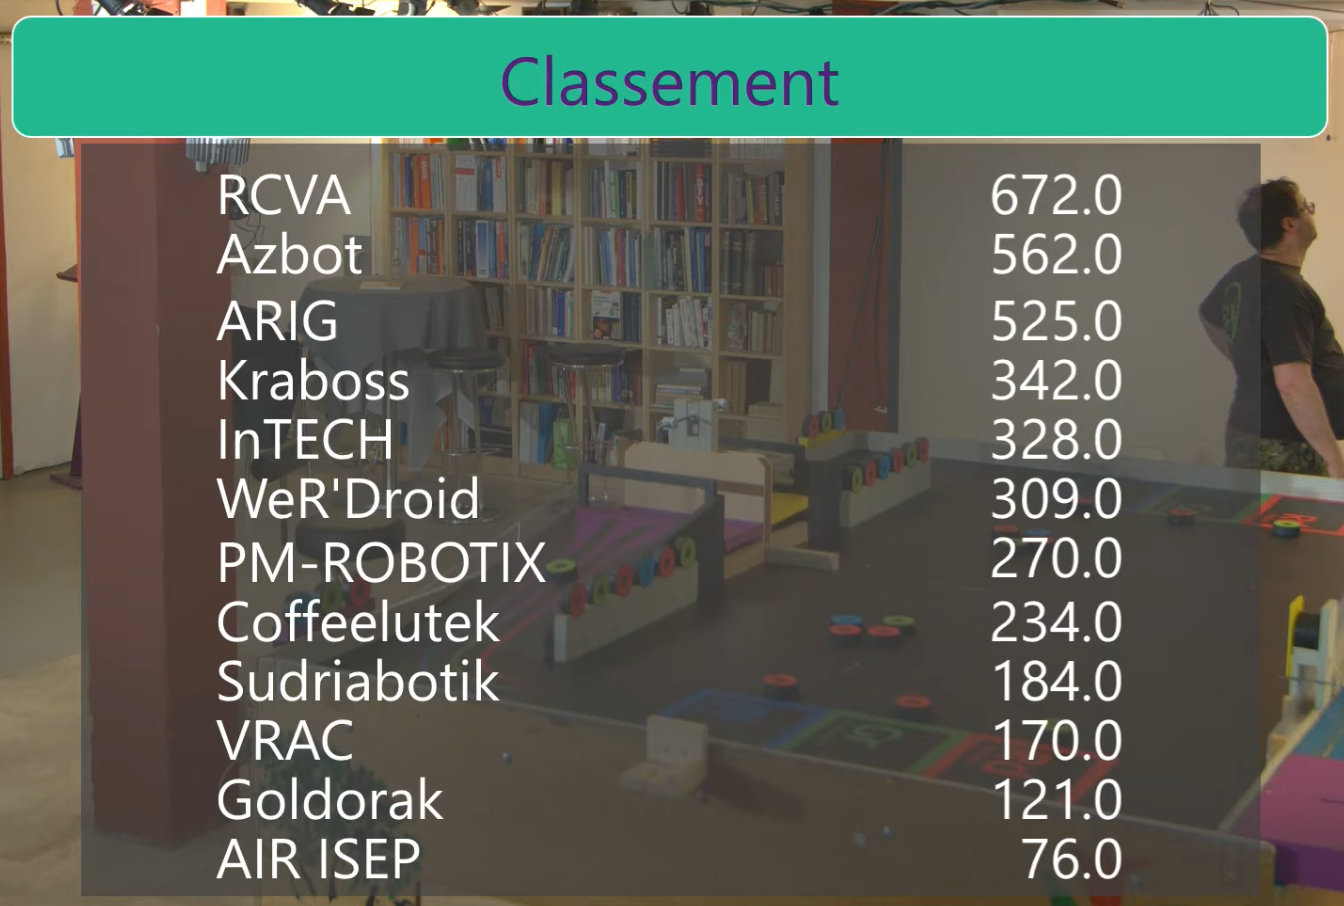 Classement
RCVA 672.0
Azbot 562.0
ARIG 525.0
Kraboss 342.0
InTECH 328.0
WeR'Droid 309.0
PM-ROBOTIX 270.0
Coffeelutek 234.0
Sudriabotik 184.0
VRAC 170.0
Goldorak 121.0
AIR ISEP 76.0